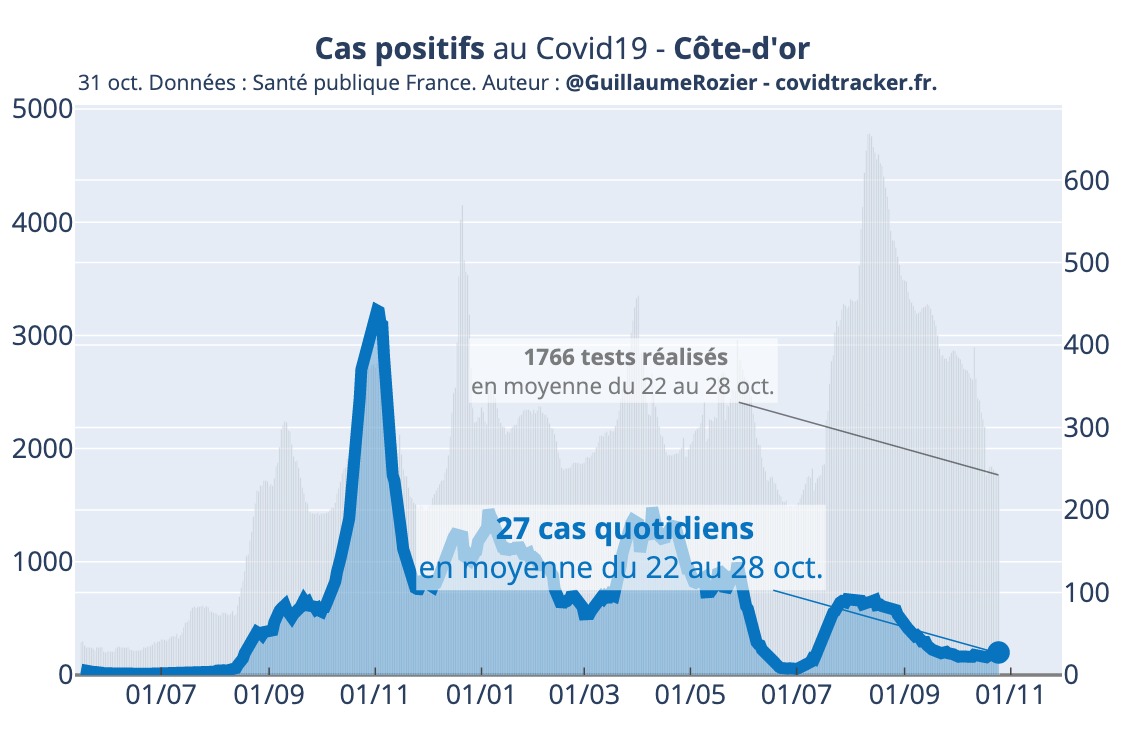 Cas positifs au Covid19 - Côte-d'or
31 oct. Données : Santé publique France. Auteur : @GuillaumeRozier - covidtracker.fr.
5000
4000
3000
2000
1000
0
600
500
400
300
200
100
0
1766 tests réalisés
en moyenne du 22 au 28 oct.
27 cas quotidiens
en moyenne du 22 au 28 oct.
01/07 01/09 01/11 01/01 01/03 01/05 01/07 01/09 01/11